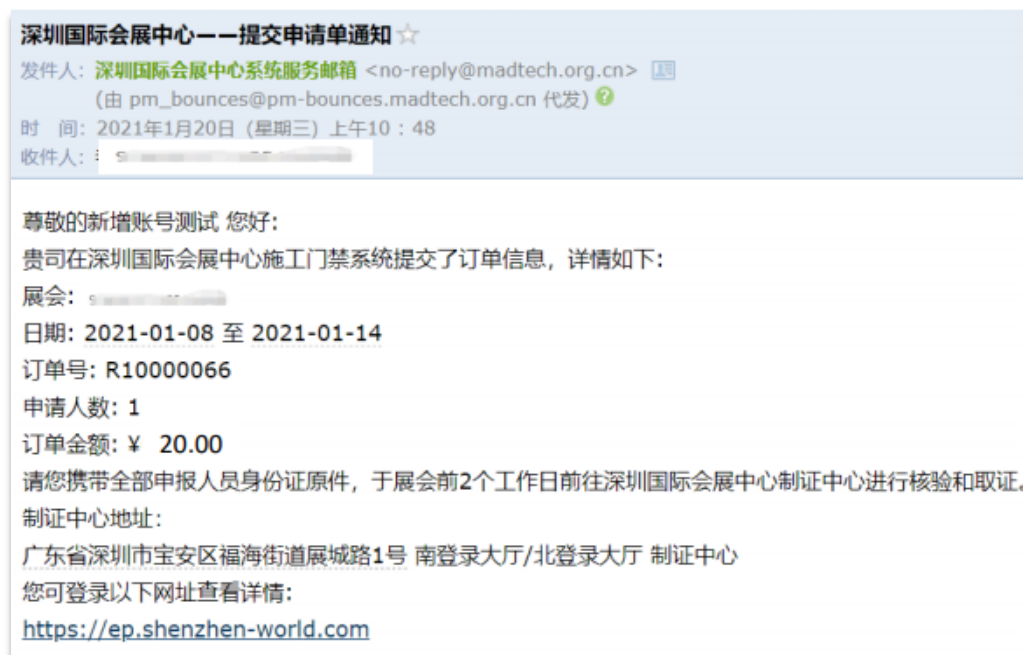 深圳国际会展中心——提交申请单通知
发件人: 深圳国际会展中心系统服务邮箱 <no-reply@madtech.org.cn>
(由 pm_bounces@pm-bounces.madtech.org.cn 代发)
时 间: 2021年1月20日 (星期三) 上午10:48
收件人:
尊敬的新增账号测试 您好:
贵司在深圳国际会展中心施工门禁系统提交了订单信息, 详情如下:
展会:
日期: 2021-01-08 至 2021-01-14
订单号: R10000066
申请人数: 1
订单金额: ¥ 20.00
请您携带全部申报人员身份证原件, 于展会前2个工作日前往深圳国际会展中心制证中心进行核验和取证。
制证中心地址:
广东省深圳市宝安区福海街道展城路1号 南登录大厅/北登录大厅 制证中心
您可登录以下网址查看详情:
https://ep.shenzhen-world.com